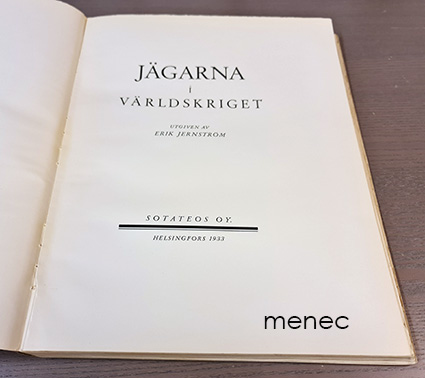 JÄGARNA
i
VÄRLDSKRIGET
UTGIVEN AV
ERIK JERNSTRÖM
SOTATEOS OY.
HELSINGFORS 1933
menec